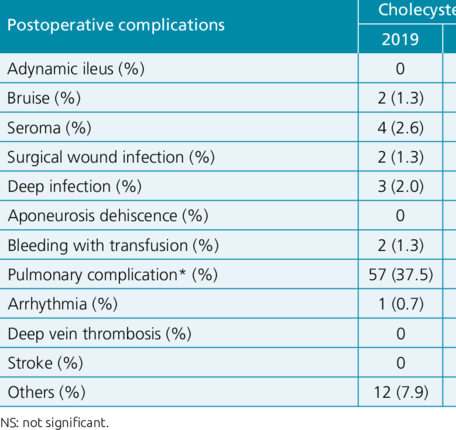 Postoperative complications Cholecyste
2019
Adynamic ileus (%) 0
Bruise (%) 2 (1.3)
Seroma (%) 4 (2.6)
Surgical wound infection (%) 2 (1.3)
Deep infection (%) 3 (2.0)
Aponeurosis dehiscence (%) 0
Bleeding with transfusion (%) 2 (1.3)
Pulmonary complication* (%) 57 (37.5)
Arrhythmia (%) 1 (0.7)
Deep vein thrombosis (%) 0
Stroke (%) 0
Others (%) 12 (7.9)
NS: not significant.